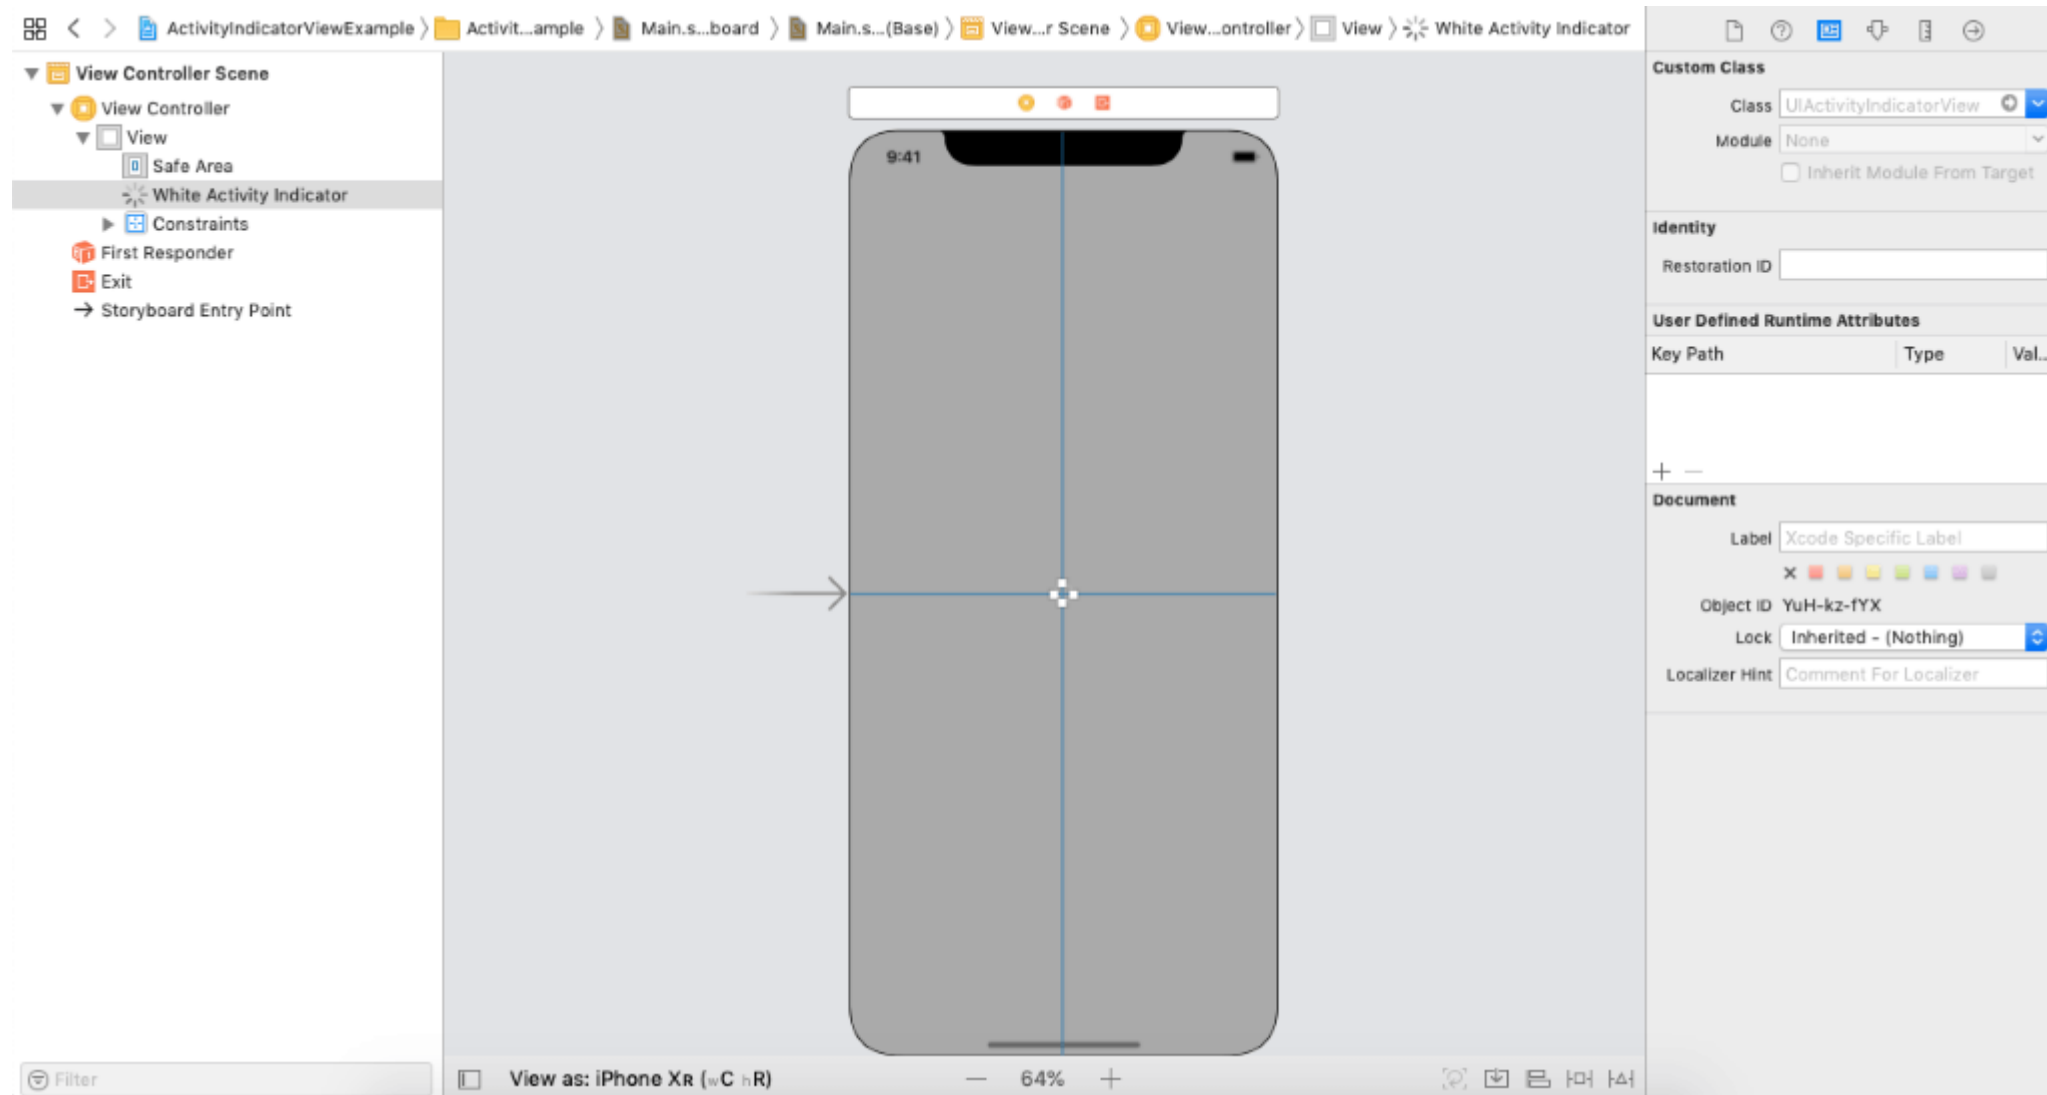 ActivityIndicatorViewExample Activit...ample Main.s...board Main.s...(Base) View...r Scene View...ontroller View White Activity Indicator
View Controller Scene
View Controller
View
Safe Area
White Activity Indicator
Constraints
First Responder
Exit
Storyboard Entry Point
Filter
9:41
View as: iPhone XR (wC hR)
64%
Custom Class
Class UIActivityIndicatorView
Module None
Inherit Module From Target
Identity
Restoration ID
User Defined Runtime Attributes
Key Path Type Val...
Document
Label Xcode Specific Label
Object ID YuH-kz-fYX
Lock Inherited - (Nothing)
Localizer Hint Comment For Localizer